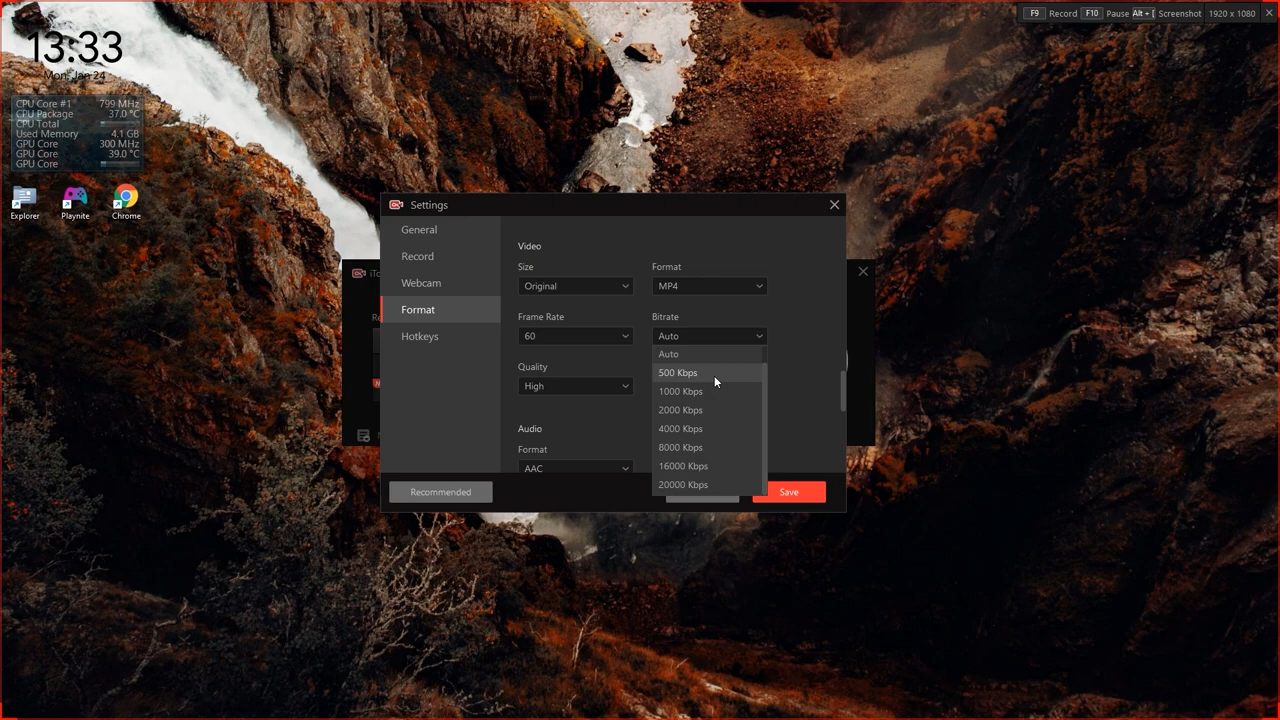 F9 Record F10 Pause Alt + [ Screenshot 1920 x 1080
13:33
Mon, Jan 24
CPU Core #1 799 MHz
CPU Package 37.0 °C
CPU Total
Used Memory 4.1 GB
GPU Core 300 MHz
GPU Core 39.0 °C
GPU Core
Explorer
Playnite
Chrome
Settings
General
Record
Webcam
Format
Hotkeys
Video
Size
Format
Original
MP4
Frame Rate
Bitrate
60
Auto
Auto
500 Kbps
1000 Kbps
2000 Kbps
4000 Kbps
8000 Kbps
16000 Kbps
20000 Kbps
Quality
High
Audio
Format
AAC
Recommended
Save